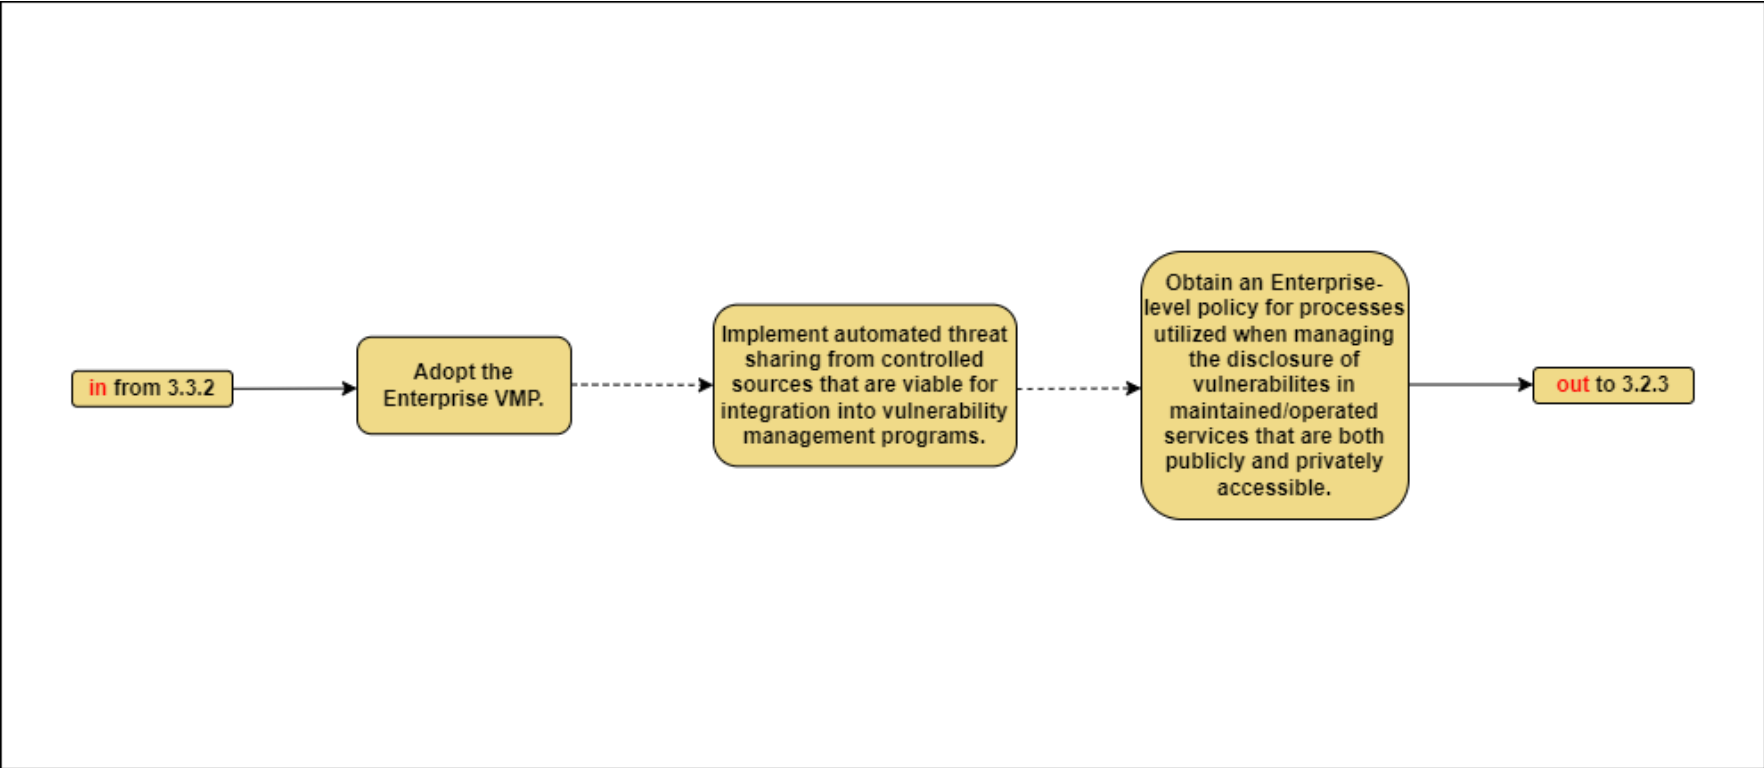 in from 3.3.2
Adopt the
Enterprise VMP.
Implement automated threat
sharing from controlled
sources that are viable for
integration into vulnerability
management programs.
Obtain an Enterprise-
level policy for processes
utilized when managing
the disclosure of
vulnerabilites in
maintained/operated
services that are both
publicly and privately
accessible.
out to 3.2.3